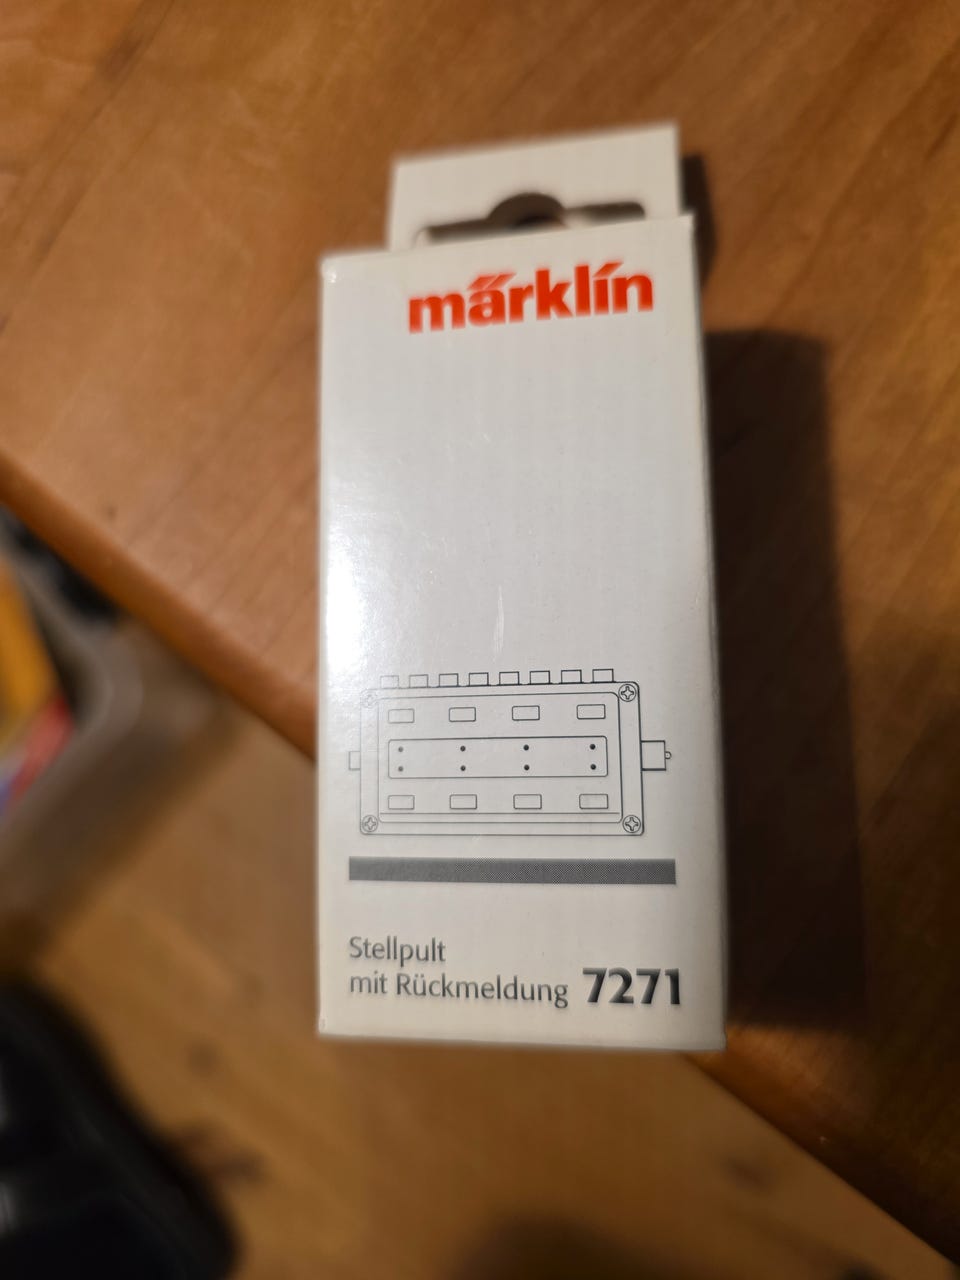 märklin
Stellpult
mit Rückmeldung 7271